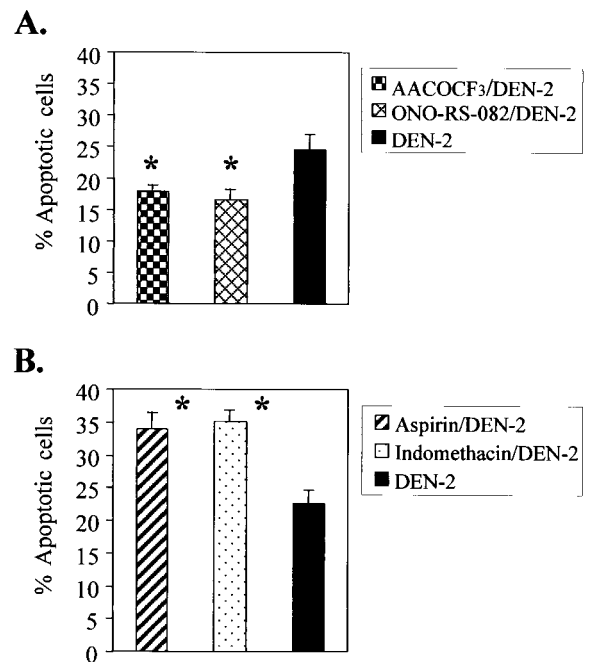 A.
% Apoptotic cells
40
35
30
25
20
15
10
5
0
*
*
AACOCF3/DEN-2
ONO-RS-082/DEN-2
DEN-2
B.
% Apoptotic cells
40
35
30
25
20
15
10
5
0
*
*
Aspirin/DEN-2
Indomethacin/DEN-2
DEN-2